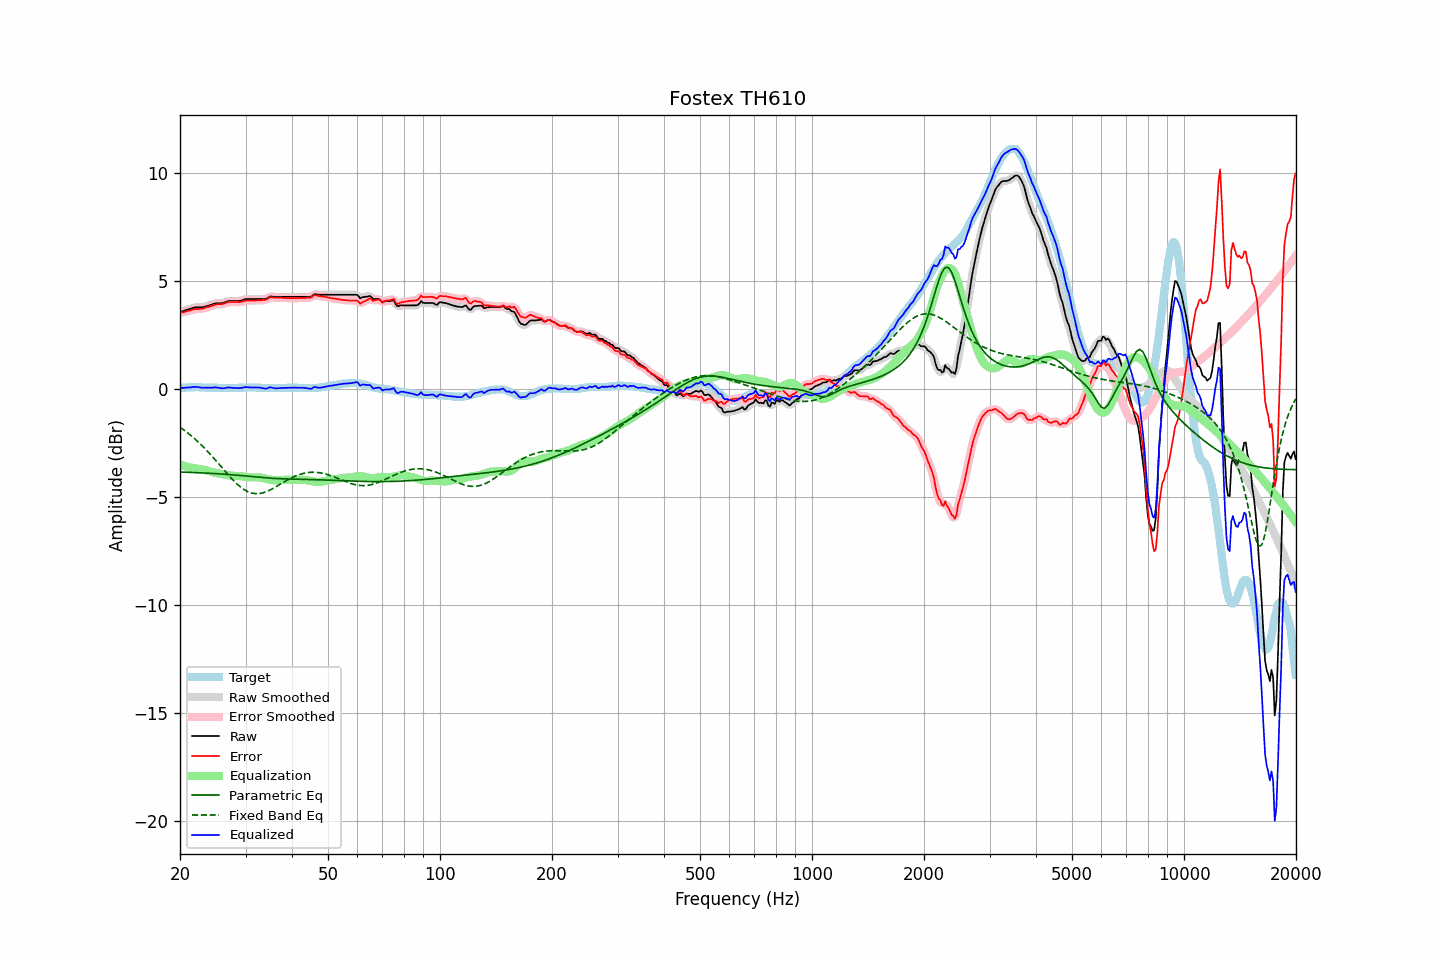 Fostex TH610
Amplitude (dBr)
10
5
0
−5
−10
−15
−20
Target
Raw Smoothed
Error Smoothed
Raw
Error
Equalization
Parametric Eq
Fixed Band Eq
Equalized
20 50 100 200 500 1000 2000 5000 10000 20000
Frequency (Hz)